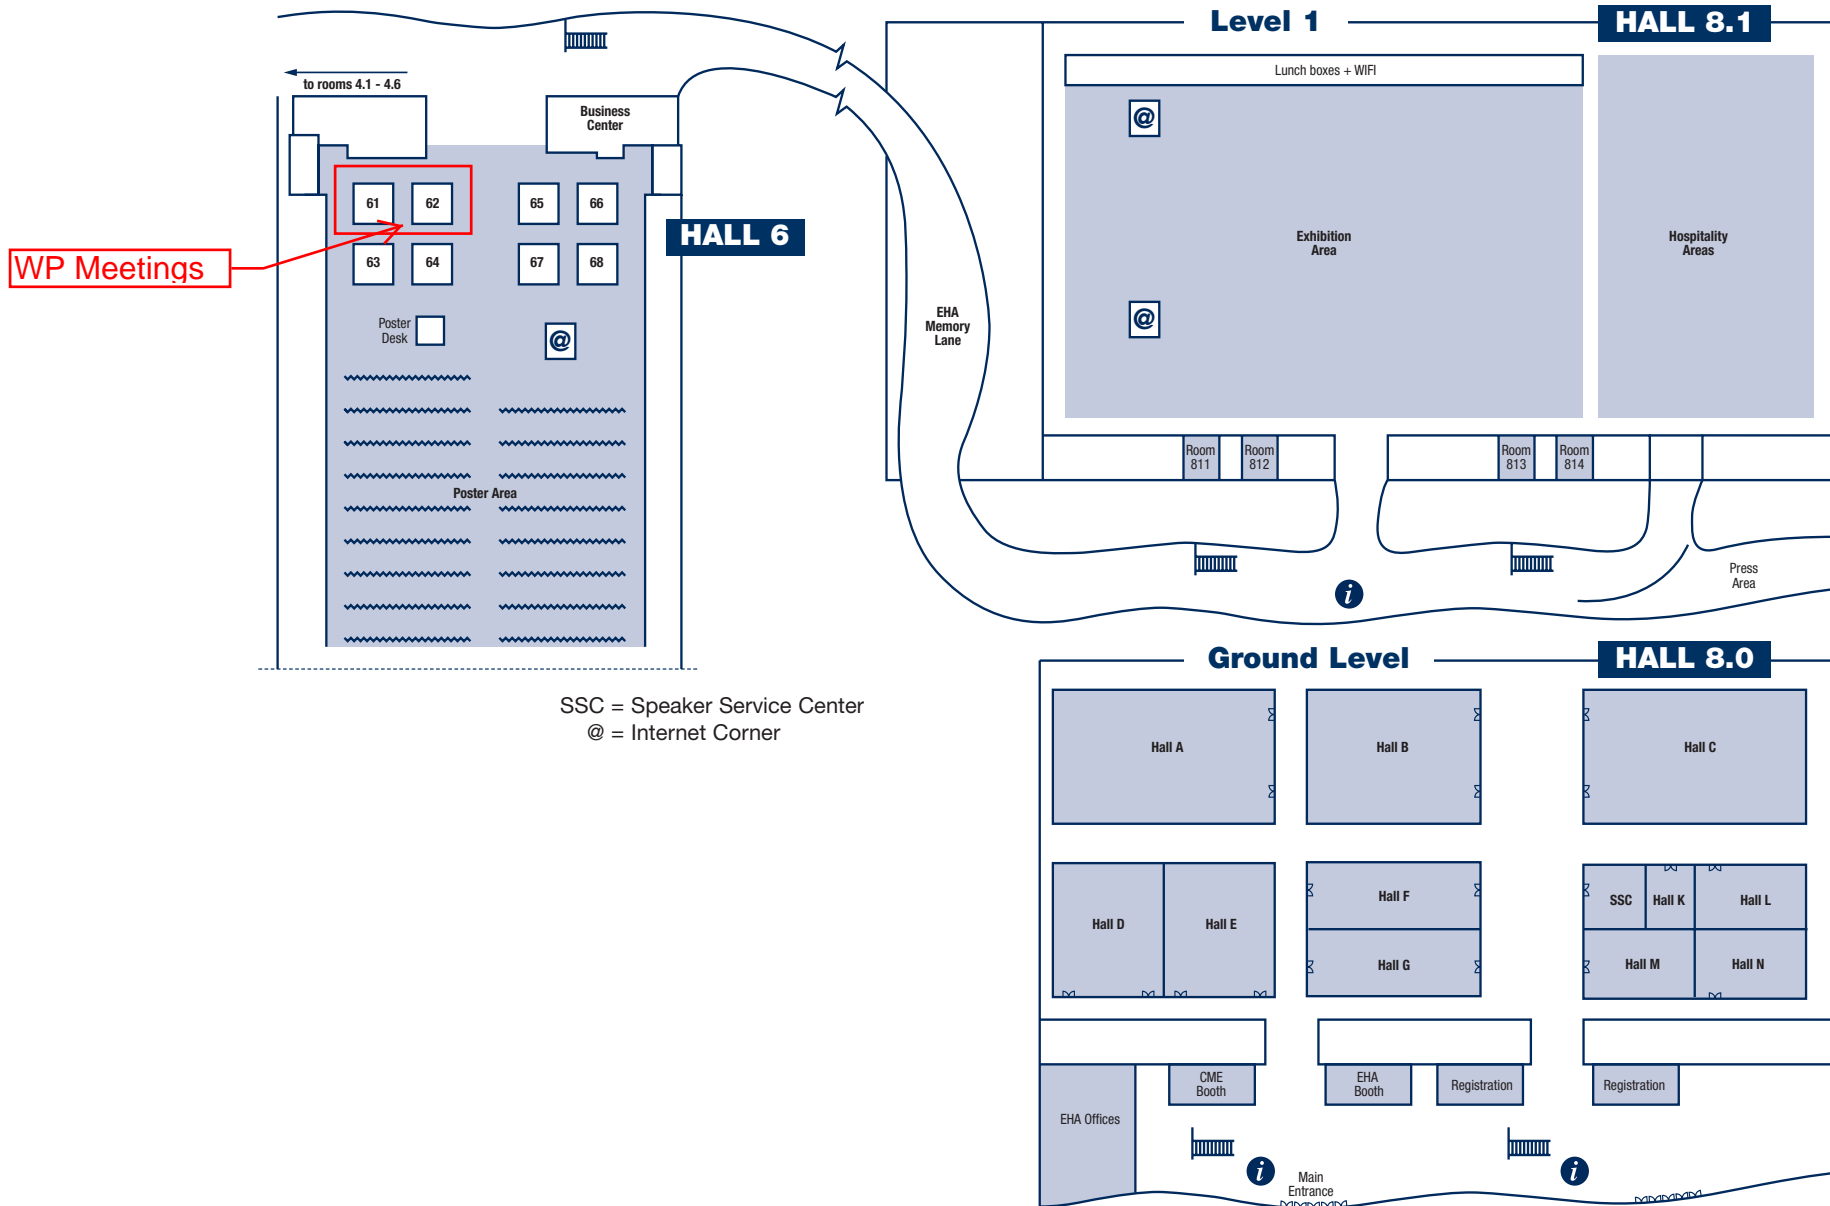 Level 1
HALL 8.1
Lunch boxes + WIFI
to rooms 4.1 - 4.6
Business
Center
@
61
62
65
66
HALL 6
Exhibition
Area
Hospitality
Areas
WP Meetings
63
64
67
68
EHA
Memory
Lane
@
Poster
Desk
@
Room
811
Room
812
Room
813
Room
814
Poster Area
Press
Area
i
Ground Level
HALL 8.0
SSC = Speaker Service Center
@ = Internet Corner
Hall A
Hall B
Hall C
Hall D
Hall E
Hall F
Hall G
SSC
Hall K
Hall L
Hall M
Hall N
CME
Booth
EHA
Booth
Registration
Registration
EHA Offices
i
i
Main
Entrance